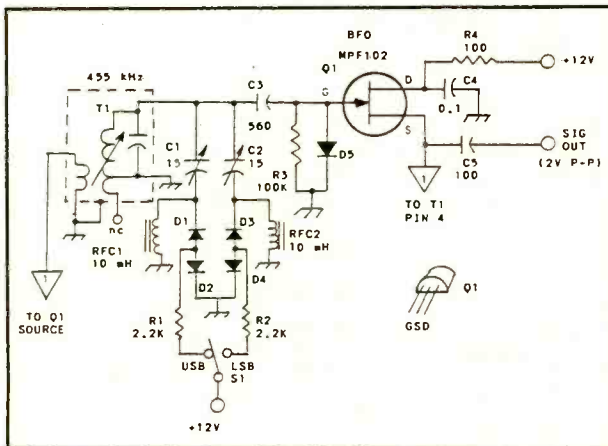 BFO
MPF102
Q1
R4
100
+12V
455 kHz
T1
C3
560
G
D
S
C4
0.1
C1
15
C2
15
R3
100K
D5
C5
100
SIG
OUT
(2V P-P)
1
TO T1
PIN 4
nc
RFC1
10 mH
D1
D3
RFC2
10 mH
D2
D4
1
TO Q1
SOURCE
R1
2.2K
R2
2.2K
USB
LSB
S1
+12V
Q1
GSD